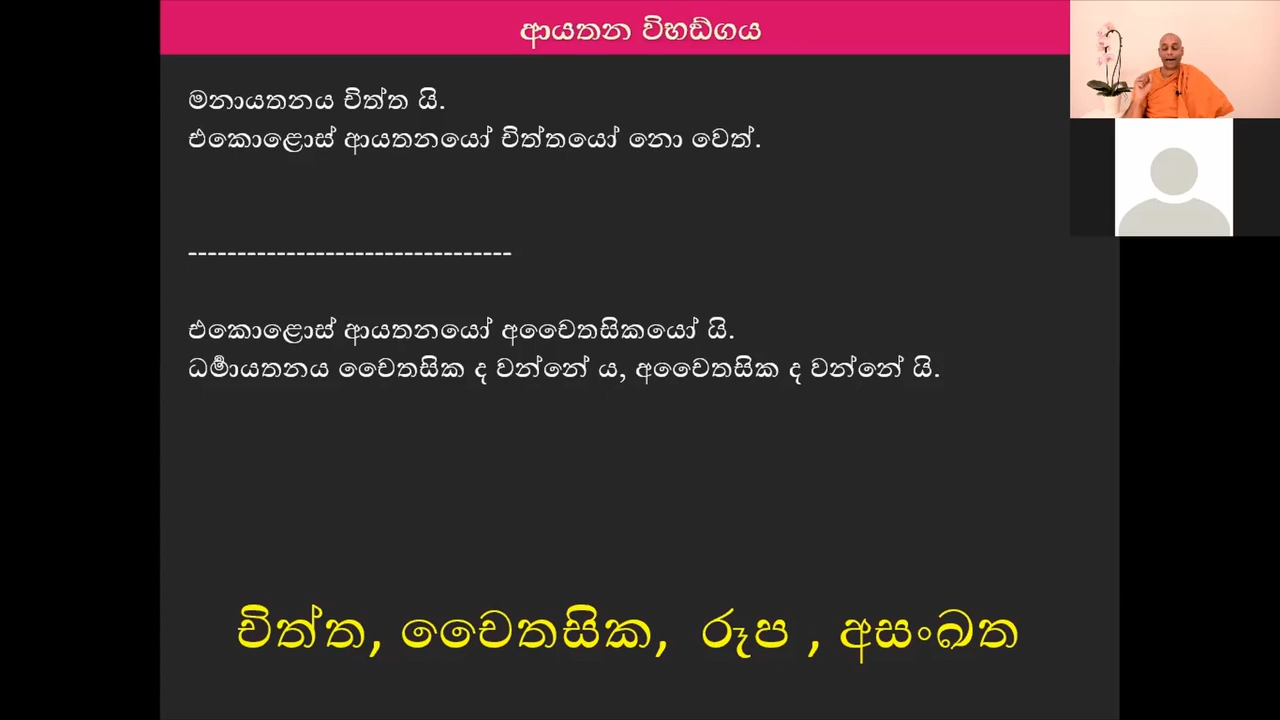 ආයතන විභඞ්ගය
මනායතනය චිත්ත යි.
එකොළොස් ආයතනයෝ චිත්තයෝ නො වෙත්.
---------------------------------
එකොළොස් ආයතනයෝ අචෛතසිකයෝ යි.
ධර්‍මායතනය චෛතසික ද වන්නේ ය, අචෛතසික ද වන්නේ යි.
චිත්ත, චෛතසික, රූප , අසංඛත